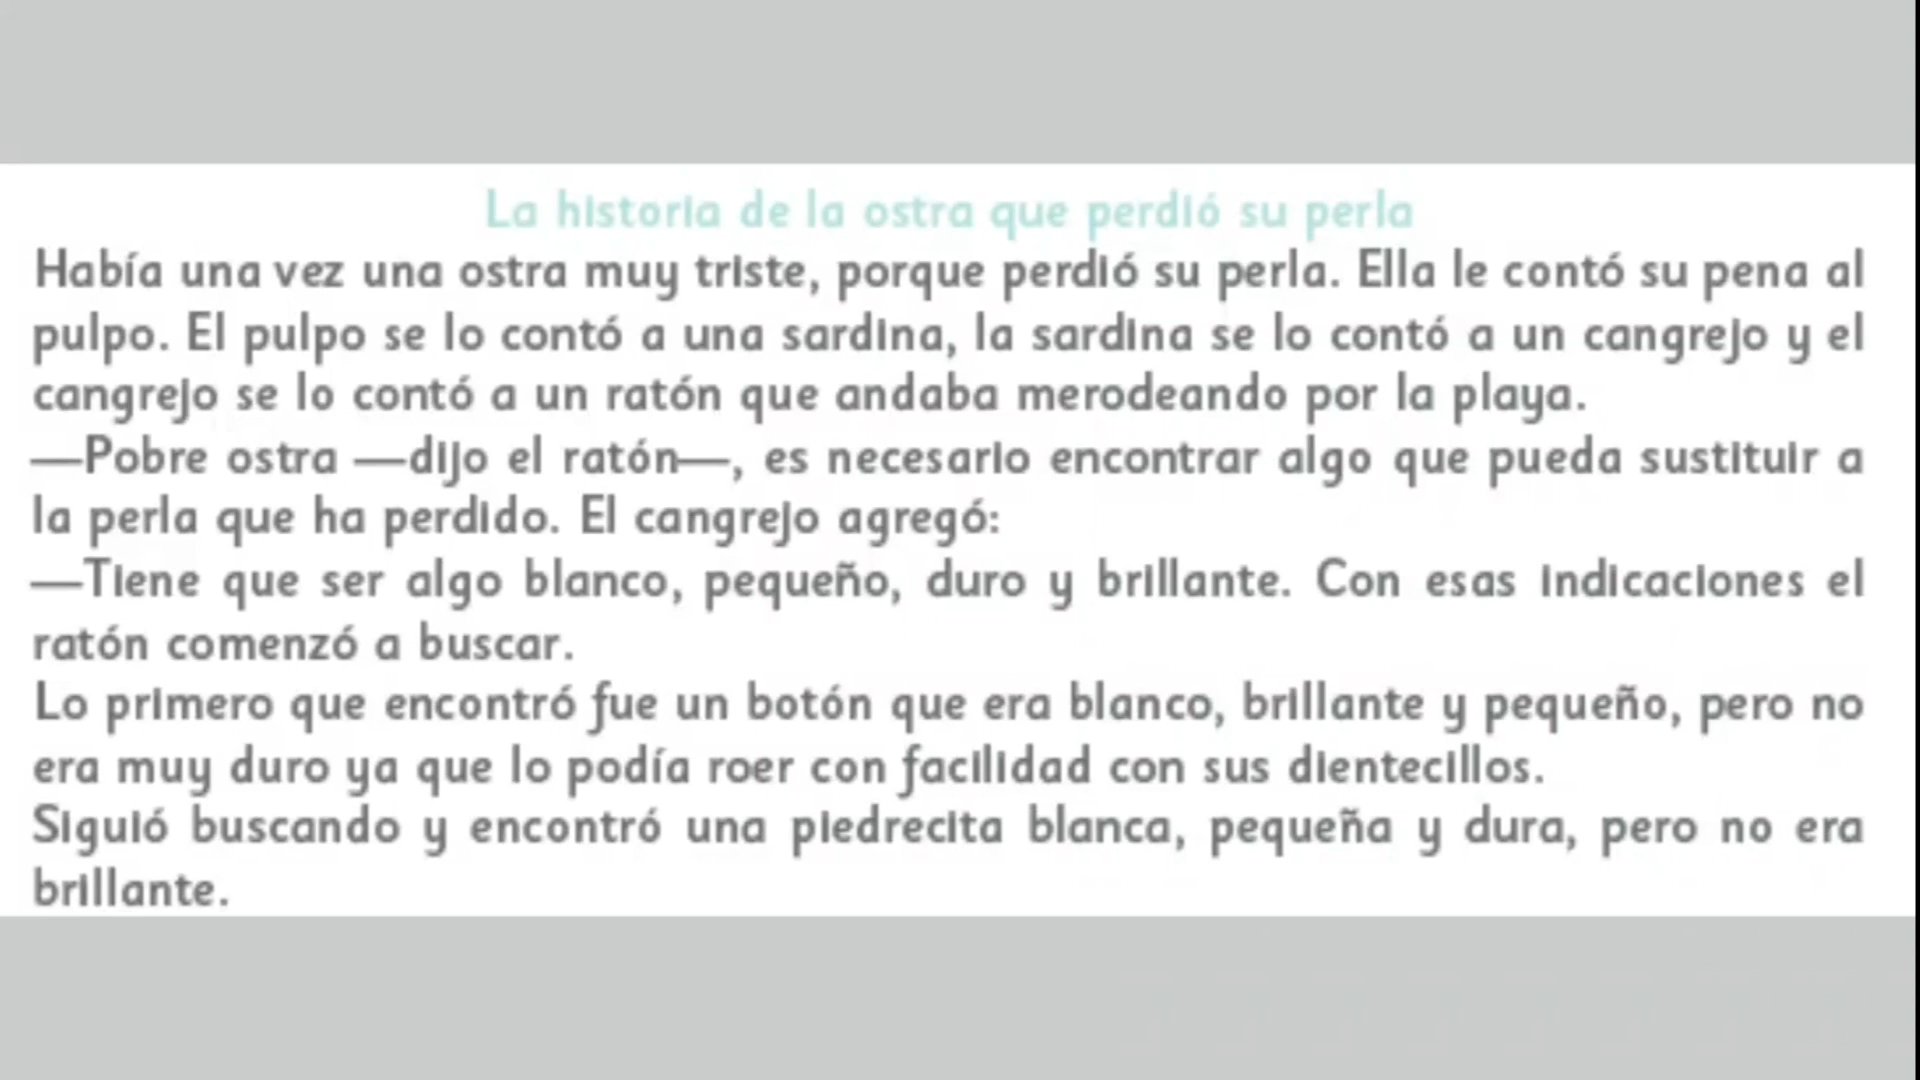 La historia de la ostra que perdió su perla
Había una vez una ostra muy triste, porque perdió su perla. Ella le contó su pena al
pulpo. El pulpo se lo contó a una sardina, la sardina se lo contó a un cangrejo y el
cangrejo se lo contó a un ratón que andaba merodeando por la playa.
—Pobre ostra —dijo el ratón—, es necesario encontrar algo que pueda sustituir a
la perla que ha perdido. El cangrejo agregó:
—Tiene que ser algo blanco, pequeño, duro y brillante. Con esas indicaciones el
ratón comenzó a buscar.
Lo primero que encontró fue un botón que era blanco, brillante y pequeño, pero no
era muy duro ya que lo podía roer con facilidad con sus dientecillos.
Siguió buscando y encontró una piedrecita blanca, pequeña y dura, pero no era
brillante.